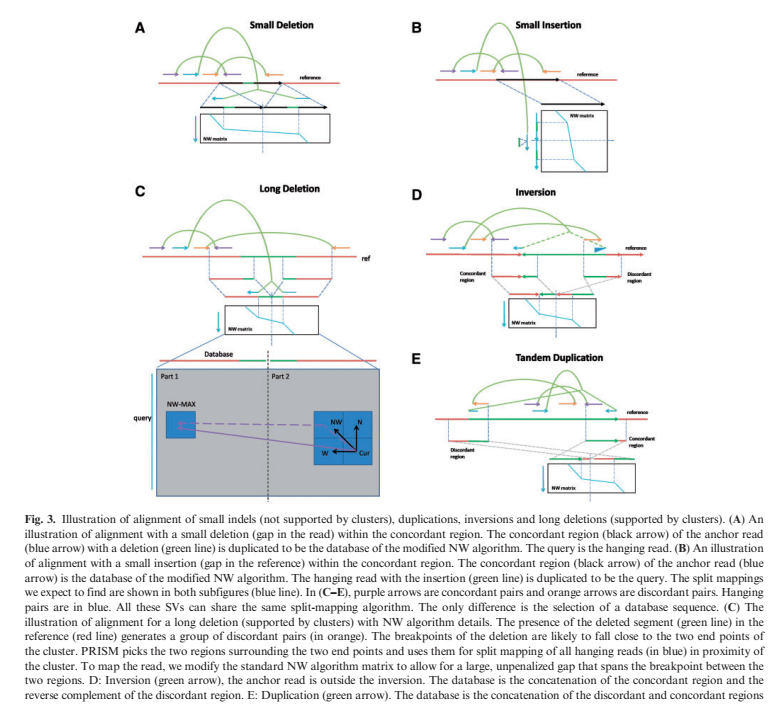 A
Small Deletion
reference
NW matrix
B
Small Insertion
reference
NW matrix
C
Long Deletion
ref
NW matrix
Database
Part 1
Part 2
query
NW-MAX
NW
N
W
Cur
D
Inversion
reference
Concordant
region
Discordant
region
NW matrix
E
Tandem Duplication
reference
Discordant
region
Concordant
region
NW matrix
Fig. 3. Illustration of alignment of small indels (not supported by clusters), duplications, inversions and long deletions (supported by clusters). (A) An
illustration of alignment with a small deletion (gap in the read) within the concordant region. The concordant region (black arrow) of the anchor read
(blue arrow) with a deletion (green line) is duplicated to be the database of the modified NW algorithm. The query is the hanging read. (B) An illustration
of alignment with a small insertion (gap in the reference) within the concordant region. The concordant region (black arrow) of the anchor read (blue
arrow) is the database of the modified NW algorithm. The hanging read with the insertion (green line) is duplicated to be the query. The split mappings
we expect to find are shown in both subfigures (blue line). In (C–E), purple arrows are concordant pairs and orange arrows are discordant pairs. Hanging
pairs are in blue. All these SVs can share the same split-mapping algorithm. The only difference is the selection of a database sequence. (C) The
illustration of alignment for a long deletion (supported by clusters) with NW algorithm details. The presence of the deleted segment (green line) in the
reference (red line) generates a group of discordant pairs (in orange). The breakpoints of the deletion are likely to fall close to the two end points of
the cluster. PRISM picks the two regions surrounding the two end points and uses them for split mapping of all hanging reads (in blue) in proximity of
the cluster. To map the read, we modify the standard NW algorithm matrix to allow for a large, unpenalized gap that spans the breakpoint between the
two regions. D: Inversion (green arrow), the anchor read is outside the inversion. The database is the concatenation of the concordant region and the
reverse complement of the discordant region. E: Duplication (green arrow). The database is the concatenation of the discordant and concordant regions